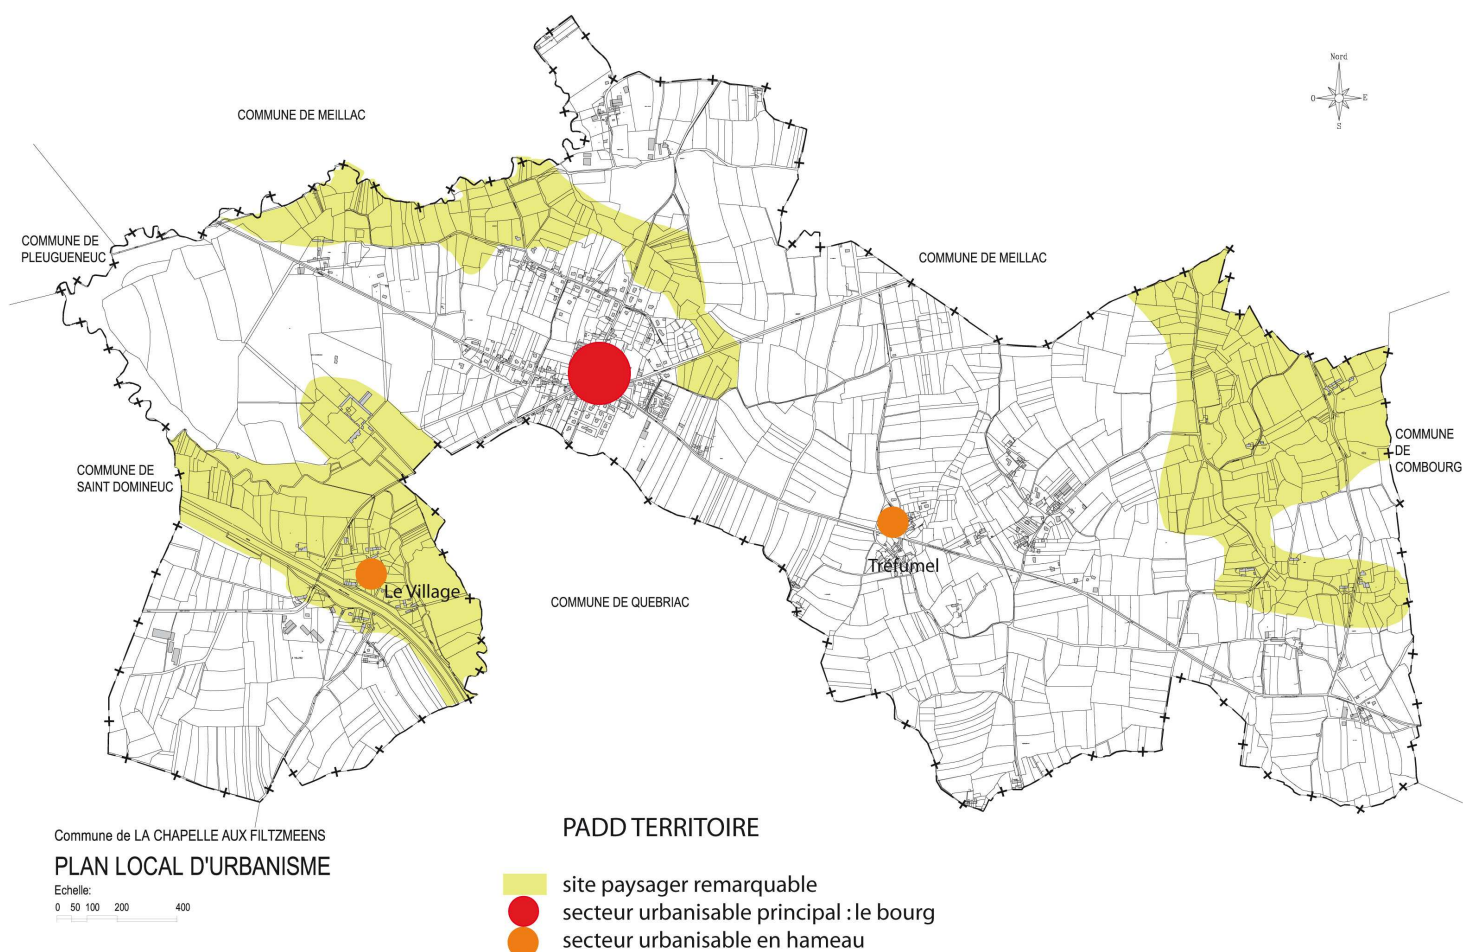 Nord
O
E
S
COMMUNE DE MEILLAC
COMMUNE DE
PLEUGUENEUC
COMMUNE DE MEILLAC
COMMUNE
DE
COMBOURG
COMMUNE DE
SAINT DOMINEUC
Tréfumel
Le Village
COMMUNE DE QUEBRIAC
Commune de LA CHAPELLE AUX FILTZMEENS
PLAN LOCAL D'URBANISME
Echelle:
0 50 100 200 400
PADD TERRITOIRE
site paysager remarquable
secteur urbanisable principal : le bourg
secteur urbanisable en hameau